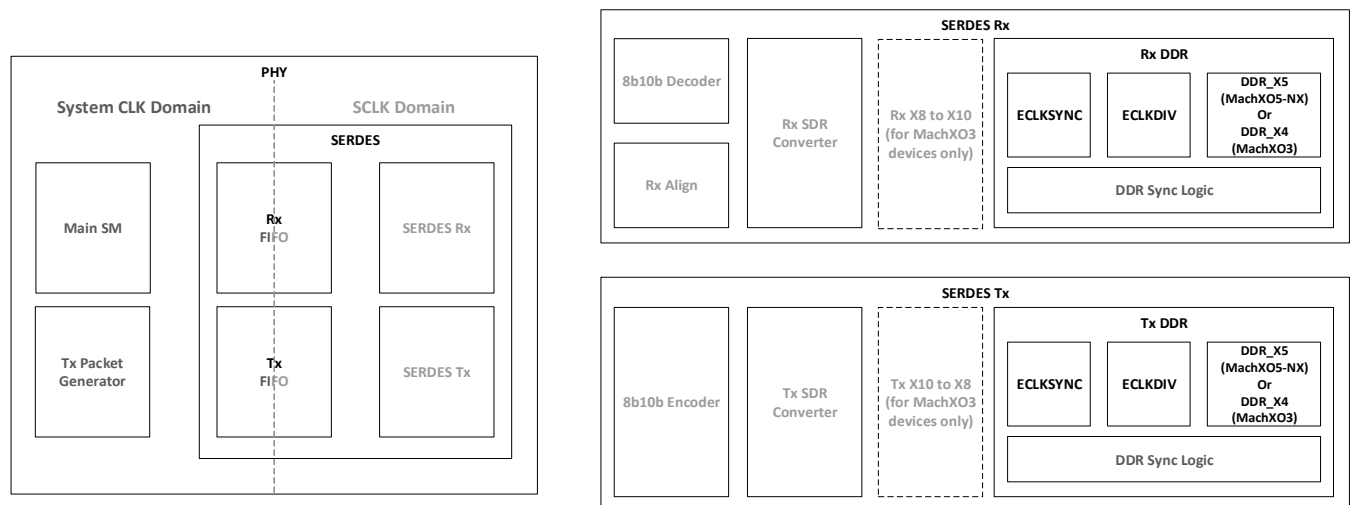 PHY
System CLK Domain
SCLK Domain
SERDES
Main SM
Rx
FIFO
SERDES Rx
Tx Packet
Generator
Tx
FIFO
SERDES Tx
SERDES Rx
8b10b Decoder
Rx Align
Rx SDR
Converter
Rx X8 to X10
(for MachXO3
devices only)
Rx DDR
ECLKSYNC
ECLKDIV
DDR_X5
(MachXO5-NX)
Or
DDR_X4
(MachXO3)
DDR Sync Logic
SERDES Tx
8b10b Encoder
Tx SDR
Converter
Tx X10 to X8
(for MachXO3
devices only)
Tx DDR
ECLKSYNC
ECLKDIV
DDR_X5
(MachXO5-NX)
Or
DDR_X4
(MachXO3)
DDR Sync Logic